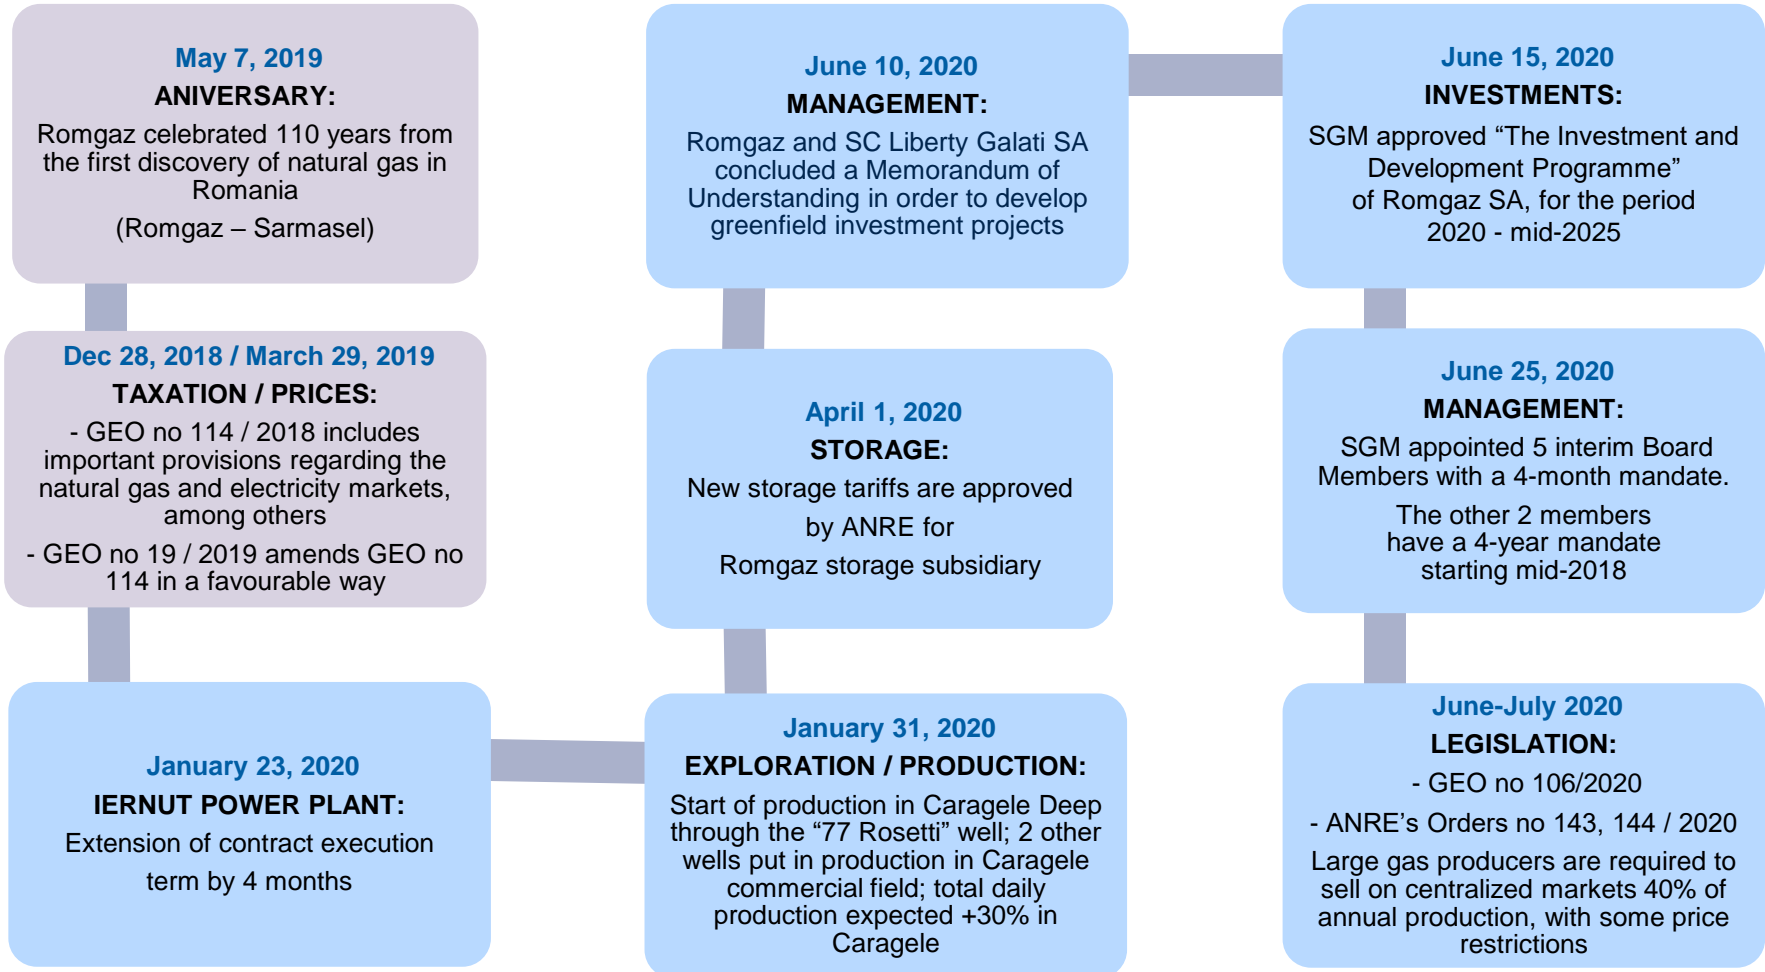 May 7, 2019
ANIVERSARY:
Romgaz celebrated 110 years from
the first discovery of natural gas in
Romania
(Romgaz – Sarmasel)
Dec 28, 2018 / March 29, 2019
TAXATION / PRICES:
- GEO no 114 / 2018 includes
important provisions regarding the
natural gas and electricity markets,
among others
- GEO no 19 / 2019 amends GEO no
114 in a favourable way
January 23, 2020
IERNUT POWER PLANT:
Extension of contract execution
term by 4 months
January 31, 2020
EXPLORATION / PRODUCTION:
Start of production in Caragele Deep
through the “77 Rosetti” well; 2 other
wells put in production in Caragele
commercial field; total daily
production expected +30% in
Caragele
April 1, 2020
STORAGE:
New storage tariffs are approved
by ANRE for
Romgaz storage subsidiary
June 10, 2020
MANAGEMENT:
Romgaz and SC Liberty Galati SA
concluded a Memorandum of
Understanding in order to develop
greenfield investment projects
June 15, 2020
INVESTMENTS:
SGM approved “The Investment and
Development Programme”
of Romgaz SA, for the period
2020 - mid-2025
June 25, 2020
MANAGEMENT:
SGM appointed 5 interim Board
Members with a 4-month mandate.
The other 2 members
have a 4-year mandate
starting mid-2018
June-July 2020
LEGISLATION:
- GEO no 106/2020
- ANRE’s Orders no 143, 144 / 2020
Large gas producers are required to
sell on centralized markets 40% of
annual production, with some price
restrictions